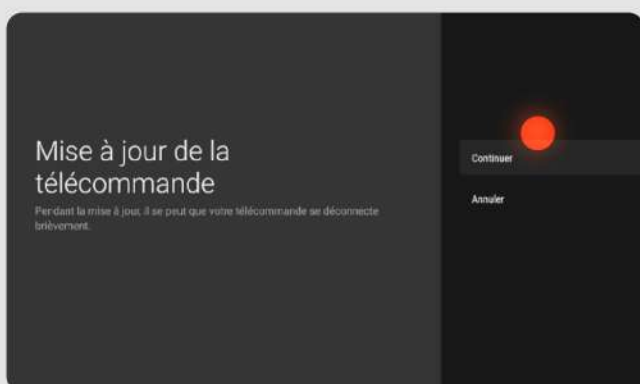 Mise à jour de la
télécommande
Pendant la mise à jour, il se peut que votre télécommande se déconnecte
brièvement.
Continuer
Annuler